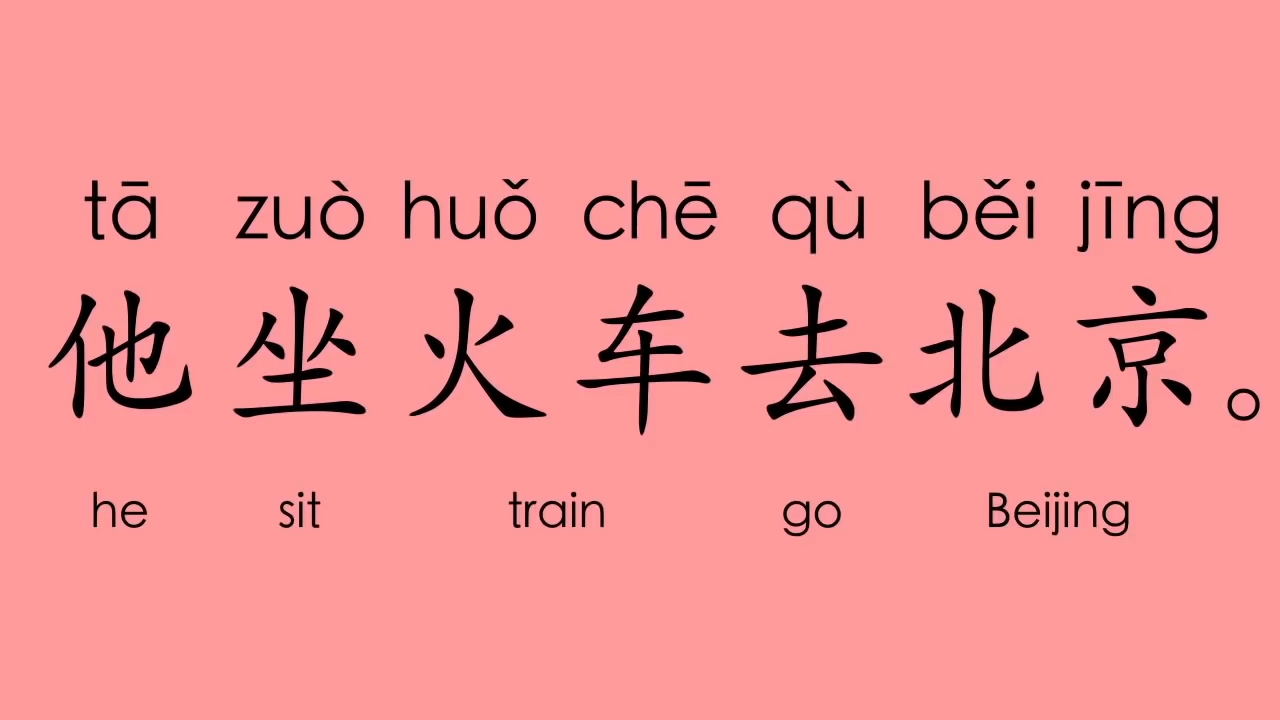 tā zuò huǒ chē qù běi jīng
他坐火车去北京。
he sit train go Beijing